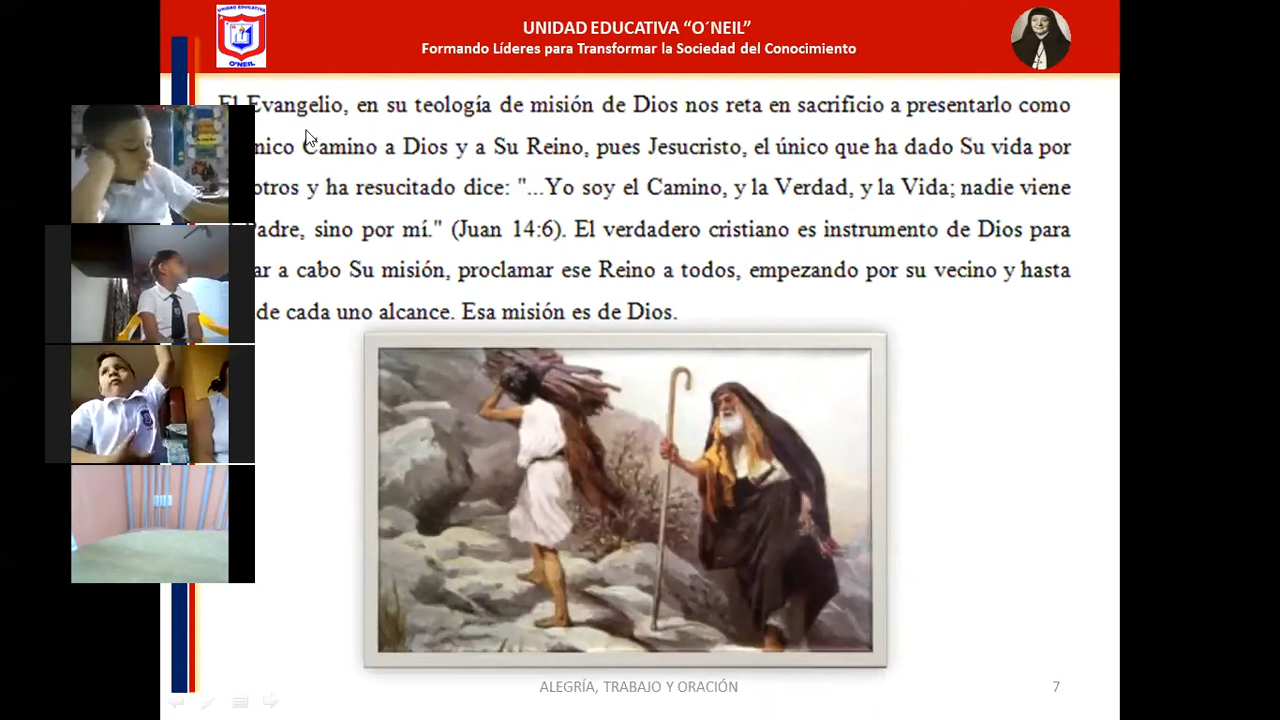 UNIDAD EDUCATIVA
O´NEIL
UNIDAD EDUCATIVA “O´NEIL”
Formando Líderes para Transformar la Sociedad del Conocimiento
El Evangelio, en su teología de misión de Dios nos reta en sacrificio a presentarlo como
Camino a Dios y a Su Reino, pues Jesucristo, el único que ha dado Su vida por
y ha resucitado dice: "...Yo soy el Camino, y la Verdad, y la Vida; nadie viene
Padre, sino por mí." (Juan 14:6). El verdadero cristiano es instrumento de Dios para
a cabo Su misión, proclamar ese Reino a todos, empezando por su vecino y hasta
de cada uno alcance. Esa misión es de Dios.
ALEGRÍA, TRABAJO Y ORACIÓN
7